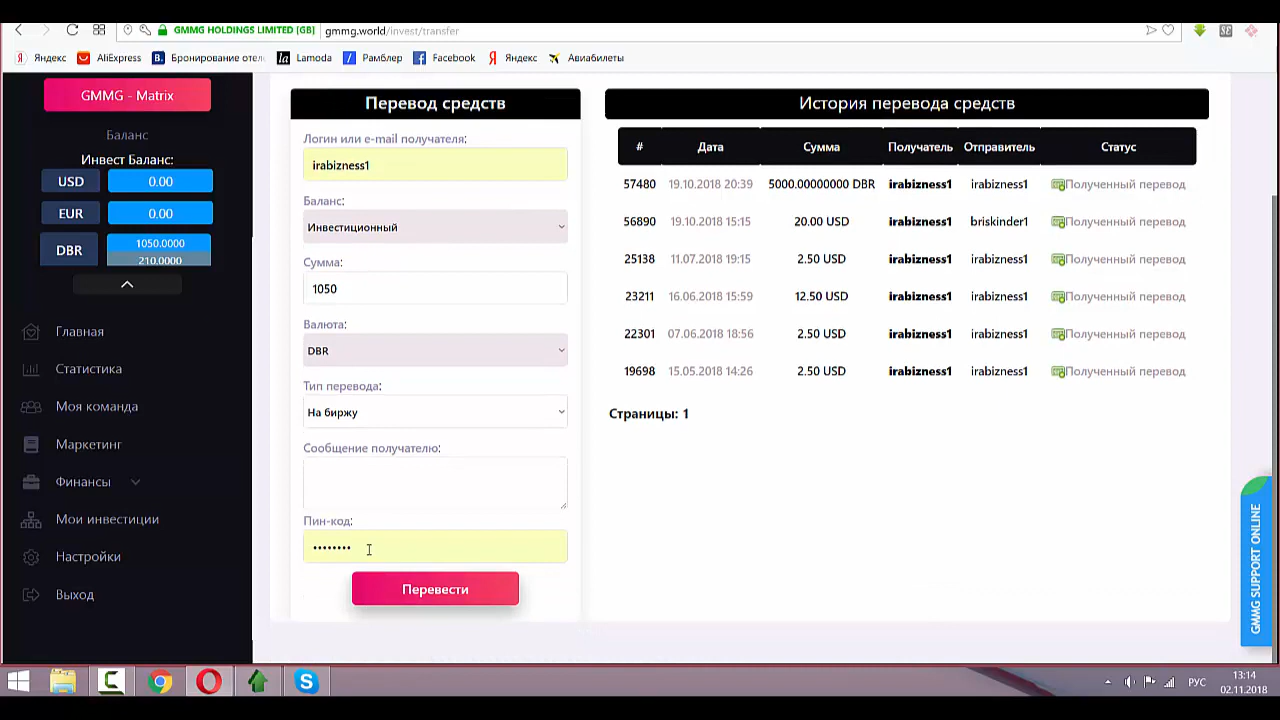 GMMG HOLDINGS LIMITED [GB] gmmg.world/invest/transfer
Яндекс AliExpress Бронирование отел Lamoda Рамблер Facebook Яндекс Авиабилеты
GMMG - Matrix
Баланс
Инвест Баланс:
USD 0.00
EUR 0.00
DBR 1050.0000
210.0000
Главная
Статистика
Моя команда
Маркетинг
Финансы
Мои инвестиции
Настройки
Выход
Перевод средств
Логин или e-mail получателя:
irabizness1
Баланс:
Инвестиционный
Сумма:
1050
Валюта:
DBR
Тип перевода:
На биржу
Сообщение получателю:
Пин-код:
••••••••
Перевести
История перевода средств
# Дата Сумма Получатель Отправитель Статус
57480 19.10.2018 20:39 5000.00000000 DBR irabizness1 irabizness1 Полученный перевод
56890 19.10.2018 15:15 20.00 USD irabizness1 briskinder1 Полученный перевод
25138 11.07.2018 19:15 2.50 USD irabizness1 irabizness1 Полученный перевод
23211 16.06.2018 15:59 12.50 USD irabizness1 irabizness1 Полученный перевод
22301 07.06.2018 18:56 2.50 USD irabizness1 irabizness1 Полученный перевод
19698 15.05.2018 14:26 2.50 USD irabizness1 irabizness1 Полученный перевод
Страницы: 1
GMMG SUPPORT ONLINE
РУС
13:14
02.11.2018